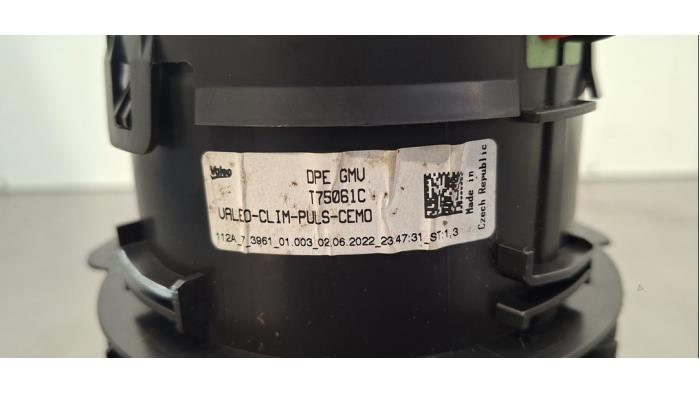 Valeo
DPE GMV
T75061C
VALEO-CLIM-PULS-CEMO
112A_7_3961_01.003_02.06.2022_23:47:31_ST:1,3
Made in
Czech Republic